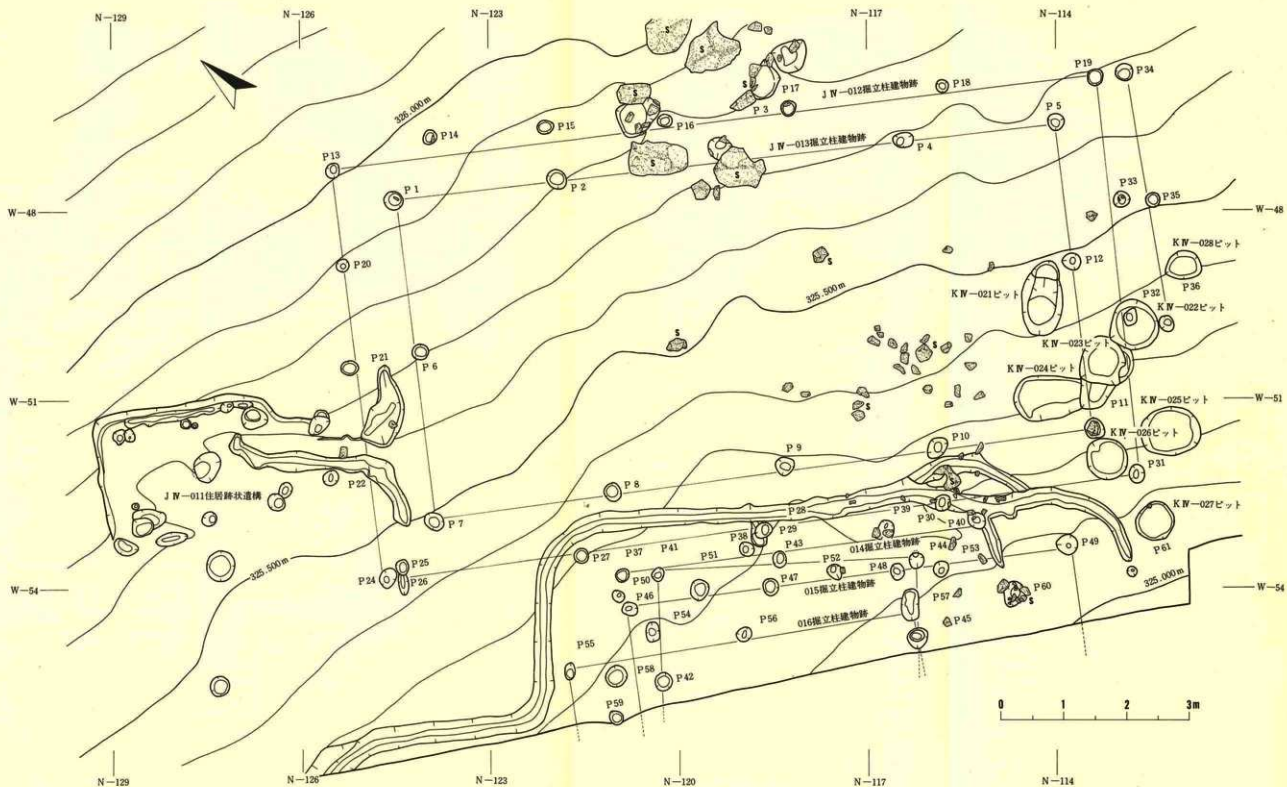 N—129
N—126
N—123
N—117
N—114
S
S
S
S
P17
P19
P34
P18
JⅣ—012掘立柱建物跡
P 3
326.000m
P14
P15
P16
P 5
P13
JⅣ—013掘立柱建物跡
P 4
S
S
P 1
P 2
P33
P35
W—48
W—48
P20
P12
KⅣ—028ピット
S
KⅣ—021ピット
325.500m
P36
P32
KⅣ—022ピット
S
S
KⅣ—023ピット
P21
P 6
KⅣ—024ピット
W—51
W—51
S
P11
KⅣ—025ピット
KⅣ—026ピット
P10
P 9
P31
JⅣ—011住居跡状遺構
P22
P 8
S
KⅣ—027ピット
P 7
P28
P39
P29
P30
P40
P38
014掘立柱建物跡
P27
P37
P41
P51
P43
P52
P44
P53
P49
P61
325.500m
P25
P24
P26
P50
P46
P47
P48
015掘立柱建物跡
P60
S
325.000m
W—54
W—54
P54
P56
P57
016掘立柱建物跡
P45
P55
P58
P42
P59
0 1 2 3m
N—129
N—126
N—123
N—120
N—117
N—114